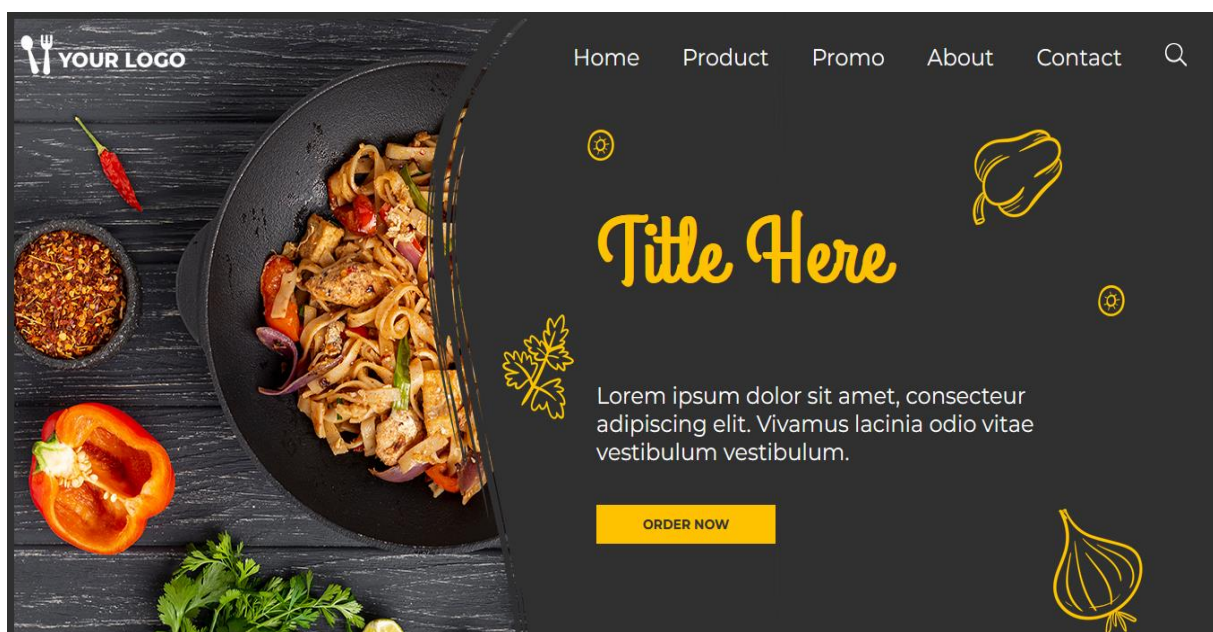 YOUR LOGO
Home Product Promo About Contact
Title Here
Lorem ipsum dolor sit amet, consecteur
adipiscing elit. Vivamus lacinia odio vitae
vestibulum vestibulum.
ORDER NOW